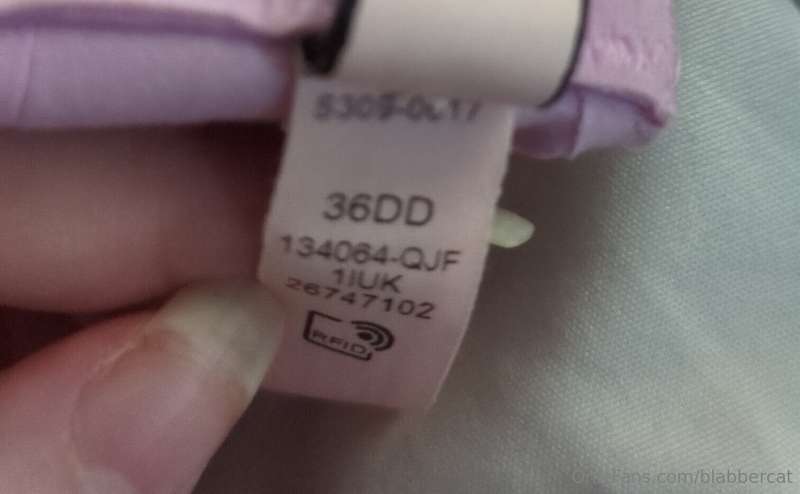 36DD
134064-QJF
1IUK
26747102
RFID
OnlyFans.com/blabbercat